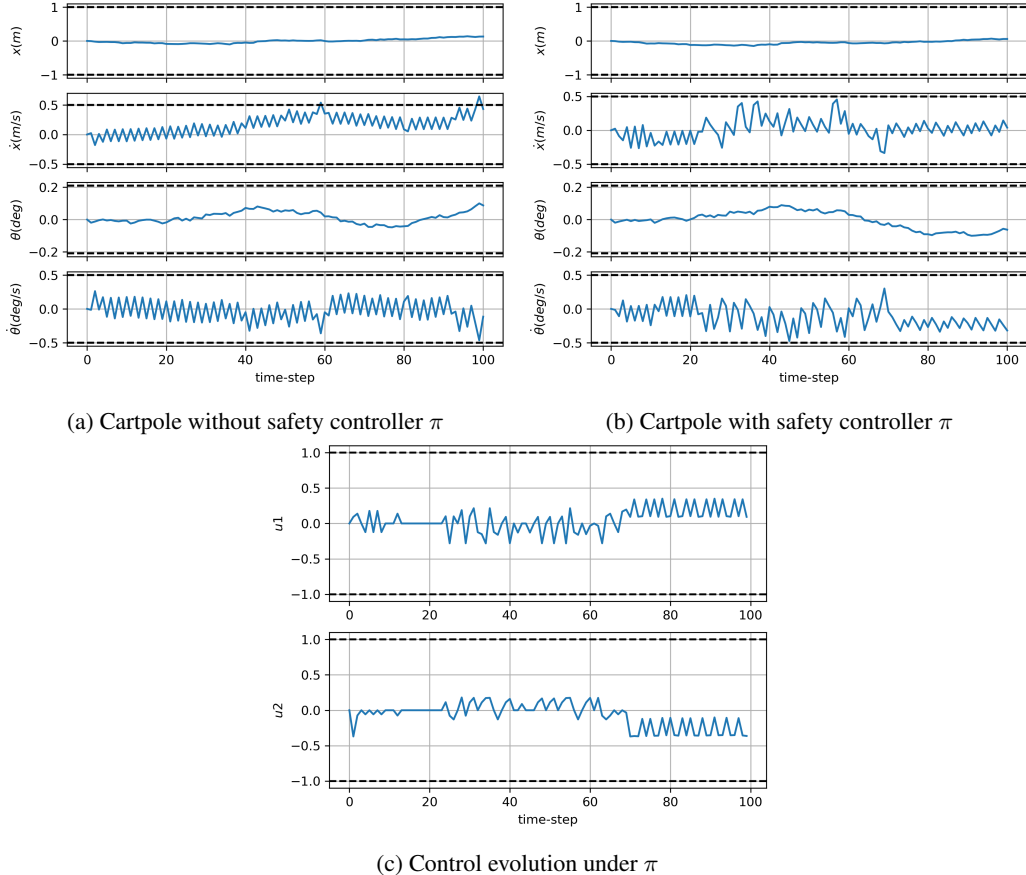 x(m)
1
0
−1
ẋ(m/s)
0.5
0.0
−0.5
θ(deg)
0.2
0.0
−0.2
θ̇(deg/s)
0.5
0.0
−0.5
0 20 40 60 80 100
time-step
x(m)
1
0
−1
ẋ(m/s)
0.5
0.0
−0.5
θ(deg)
0.2
0.0
−0.2
θ̇(deg/s)
0.5
0.0
−0.5
0 20 40 60 80 100
time-step
(a) Cartpole without safety controller π
(b) Cartpole with safety controller π
u1
1.0
0.5
0.0
−0.5
−1.0
0 20 40 60 80 100
u2
1.0
0.5
0.0
−0.5
−1.0
0 20 40 60 80 100
time-step
(c) Control evolution under π